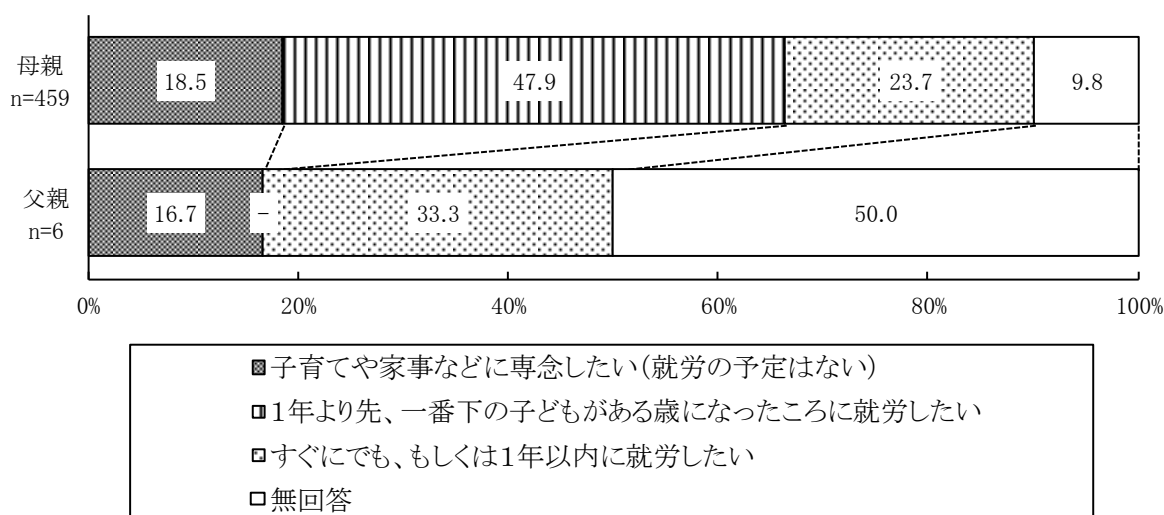 母親
n=459
18.5
47.9
23.7
9.8
父親
n=6
16.7
-
33.3
50.0
0%
20%
40%
60%
80%
100%
子育てや家事などに専念したい(就労の予定はない)
1年より先、一番下の子どもがある歳になったころに就労したい
すぐにでも、もしくは1年以内に就労したい
無回答